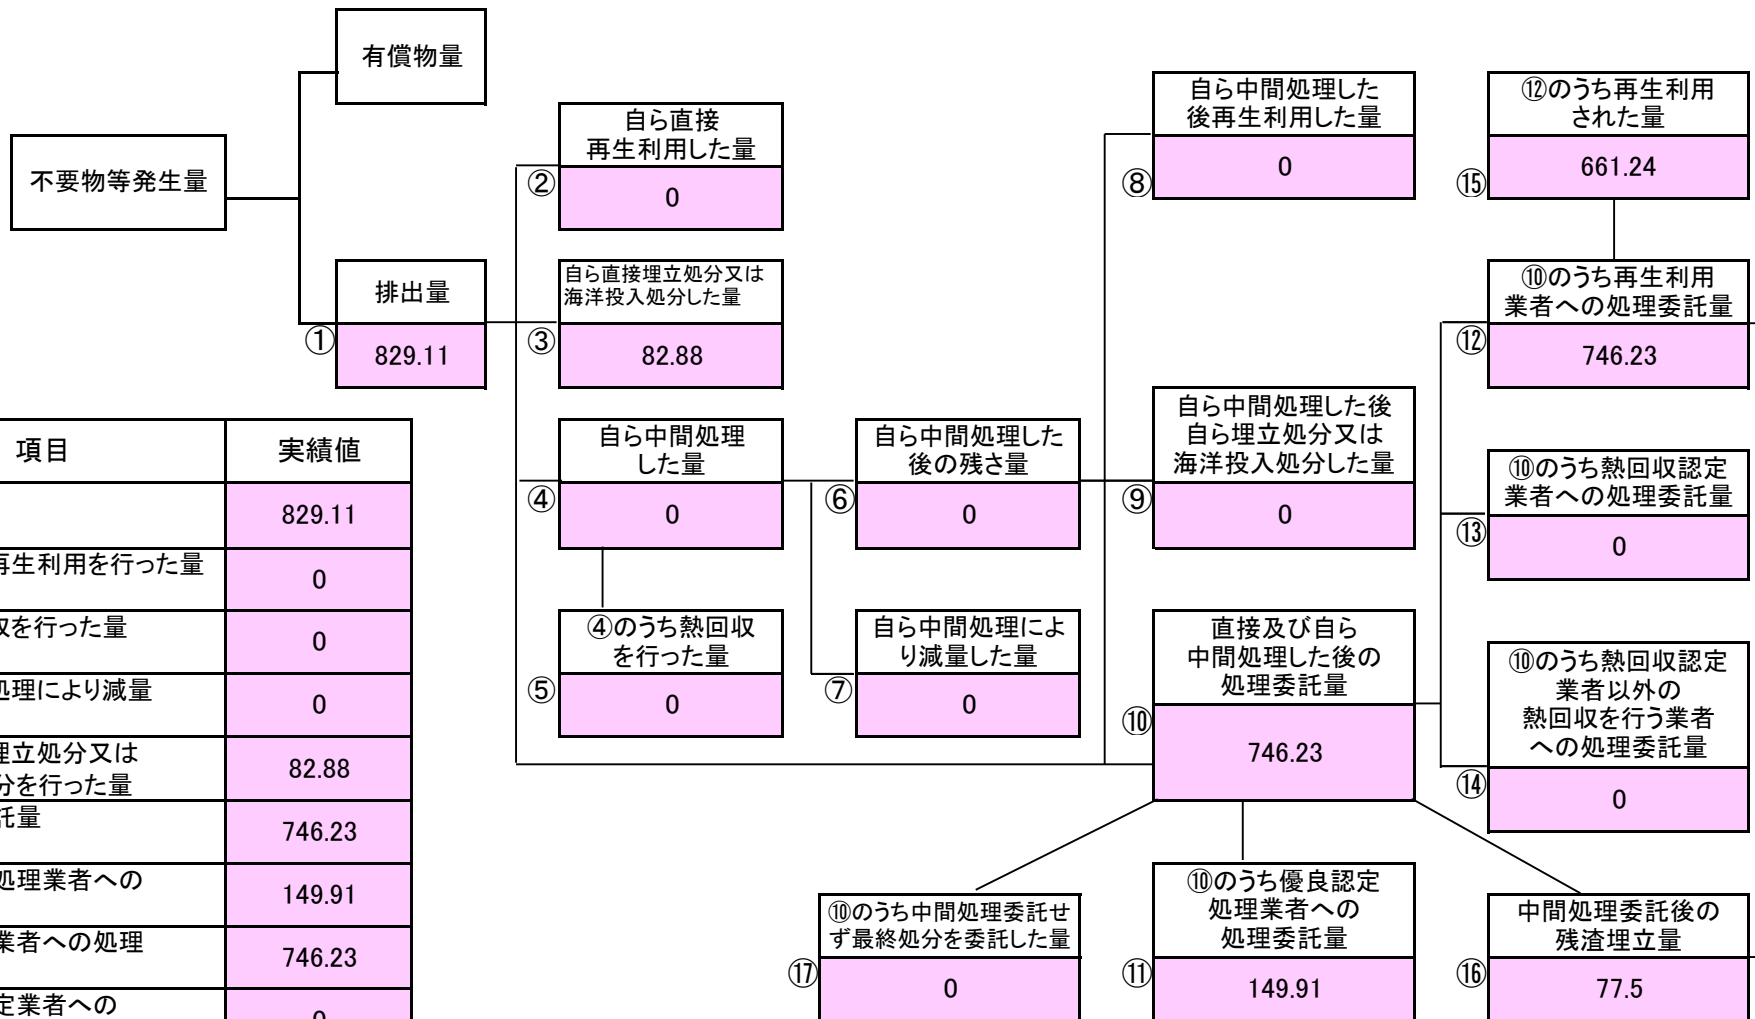 有償物量
不要物等発生量
排出量
①
829.11
自ら直接
再生利用した量
②
0
自ら直接埋立処分又は
海洋投入処分した量
③
82.88
自ら中間処理
した量
④
0
④のうち熱回収
を行った量
⑤
0
自ら中間処理した
後の残さ量
⑥
0
自ら中間処理によ
り減量した量
⑦
0
自ら中間処理した
後再生利用した量
⑧
0
自ら中間処理した後
自ら埋立処分又は
海洋投入処分した量
⑨
0
直接及び自ら
中間処理した後の
処理委託量
⑩
746.23
⑫のうち再生利用
された量
⑮
661.24
⑩のうち再生利用
業者への処理委託量
⑫
746.23
⑩のうち熱回収認定
業者への処理委託量
⑬
0
⑩のうち熱回収認定
業者以外の
熱回収を行う業者
への処理委託量
⑭
0
⑩のうち中間処理委託せ
ず最終処分を委託した量
⑰
0
⑩のうち優良認定
処理業者への
処理委託量
⑪
149.91
中間処理委託後の
残渣埋立量
⑯
77.5
項目 実績値
829.11
再生利用を行った量
0
を行った量
0
処理により減量
0
埋立処分又は
分を行った量
82.88
託量
746.23
処理業者への
149.91
業者への処理
746.23
定業者への
0